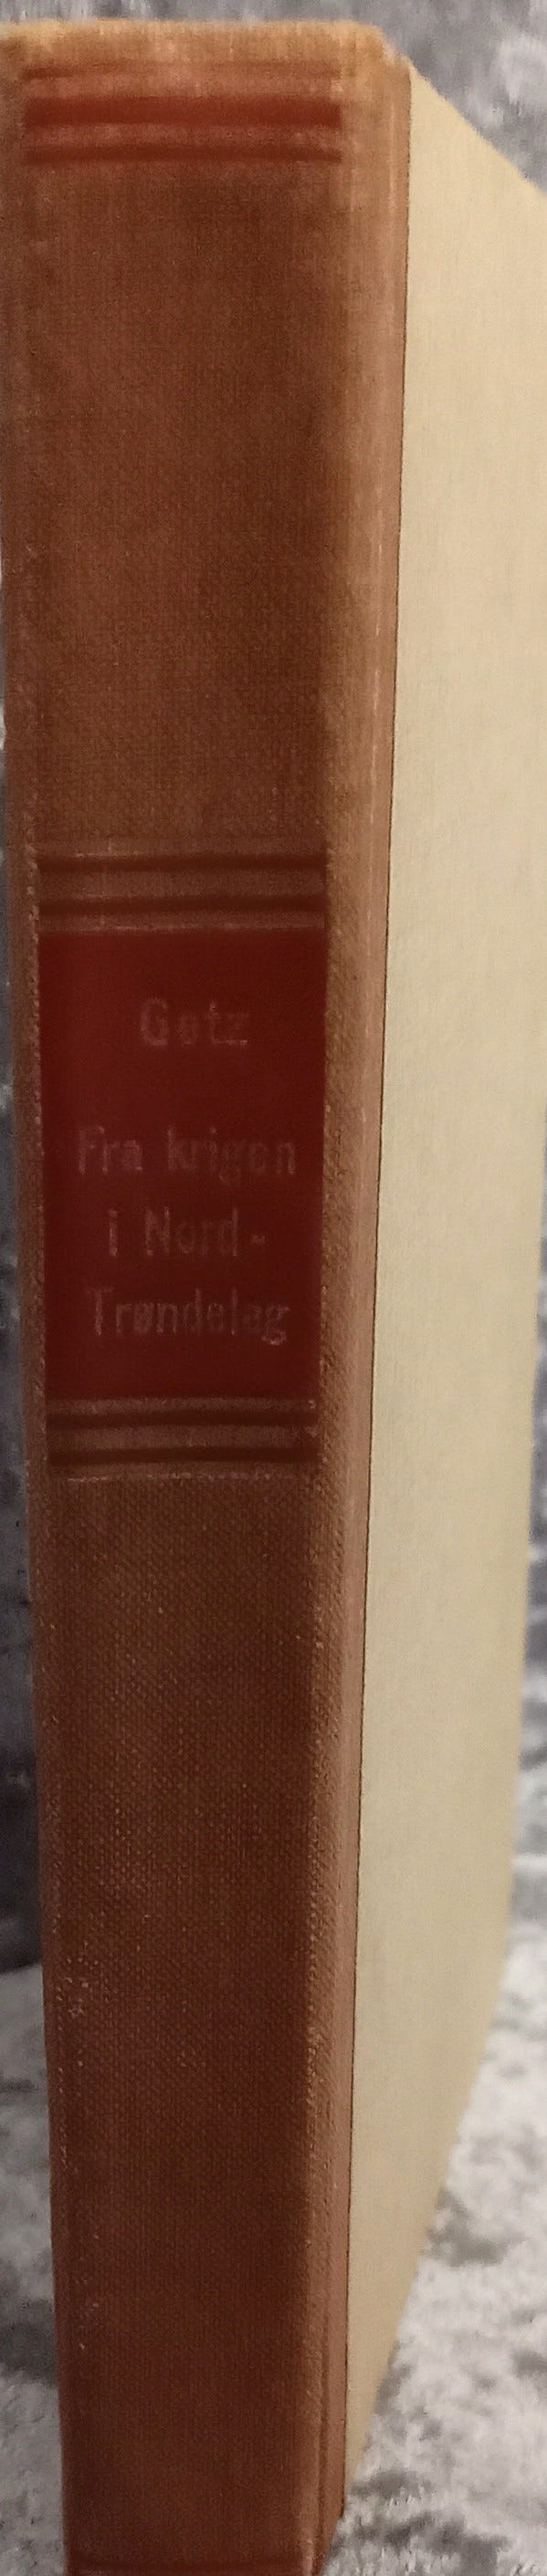 Getz
Fra krigen
i Nord-
Trøndelag